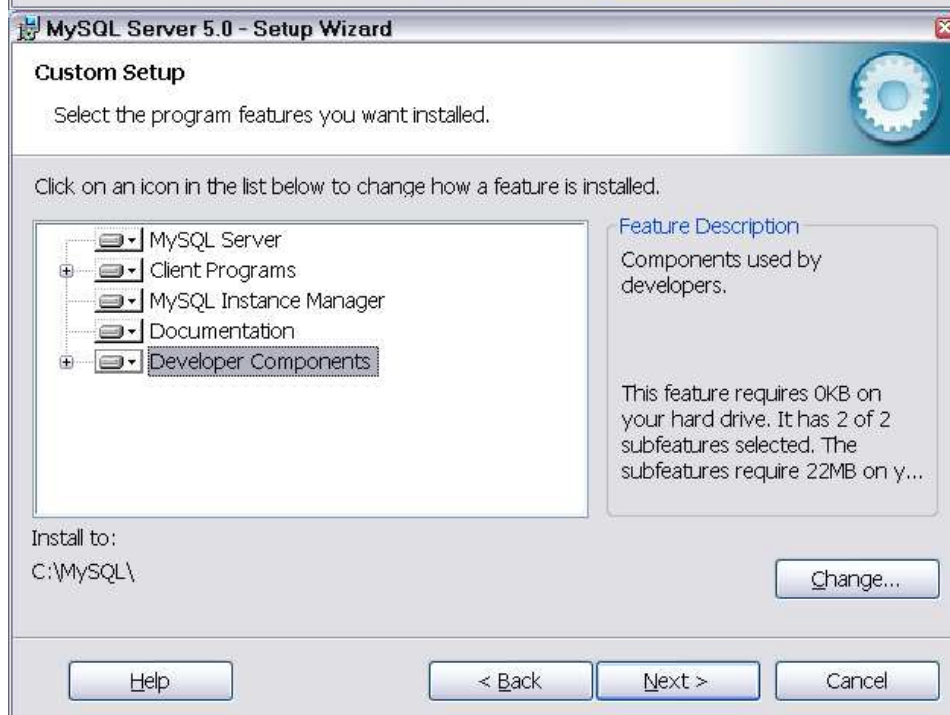 MySQL Server 5.0 - Setup Wizard
Custom Setup
Select the program features you want installed.
Click on an icon in the list below to change how a feature is installed.
MySQL Server
Client Programs
MySQL Instance Manager
Documentation
Developer Components
Feature Description
Components used by
developers.
This feature requires 0KB on
your hard drive. It has 2 of 2
subfeatures selected. The
subfeatures require 22MB on y...
Install to:
C:\MySQL\
Change...
Help
< Back
Next >
Cancel